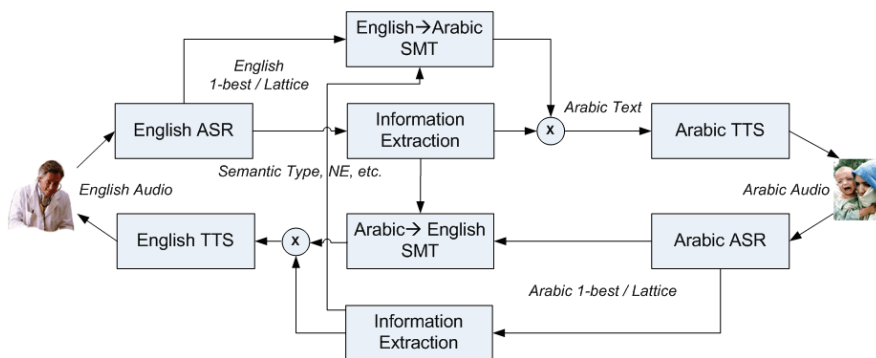 English→Arabic
SMT
English
1-best / Lattice
English ASR
Information
Extraction
x
Arabic Text
Arabic TTS
Semantic Type, NE, etc.
English Audio
Arabic Audio
English TTS
x
Arabic→ English
SMT
Arabic ASR
Arabic 1-best / Lattice
Information
Extraction